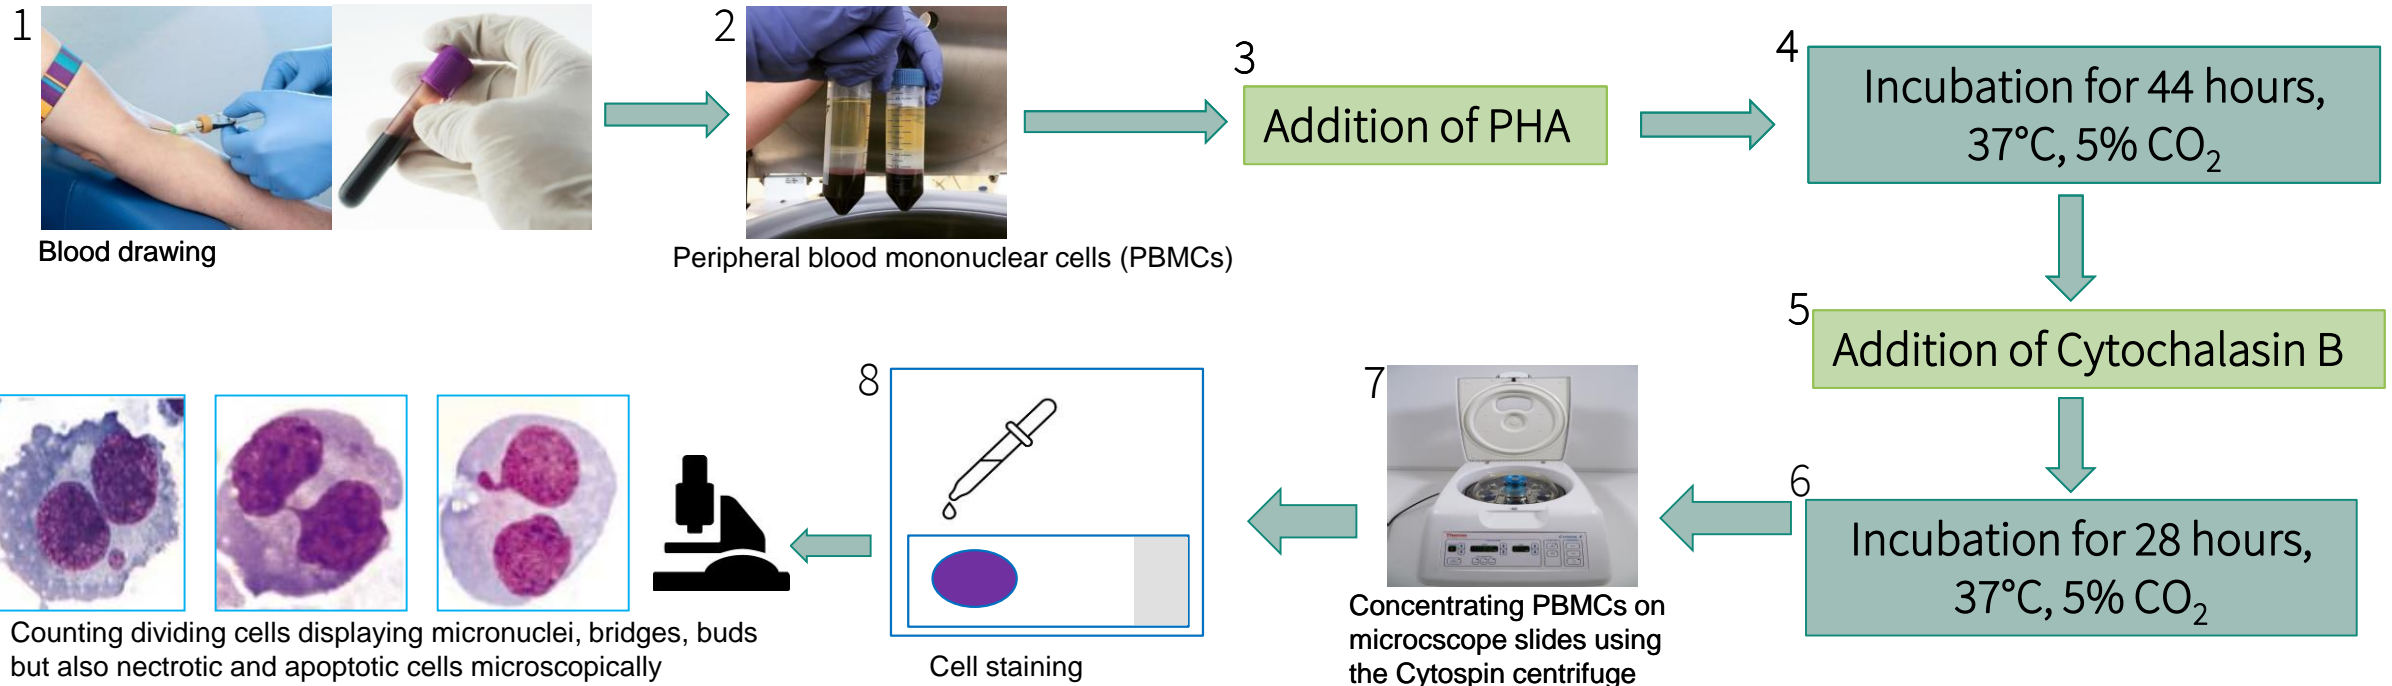 1
Blood drawing
2
Peripheral blood mononuclear cells (PBMCs)
3
Addition of PHA
4
Incubation for 44 hours,
37°C, 5% CO₂
5
Addition of Cytochalasin B
6
Incubation for 28 hours,
37°C, 5% CO₂
7
Concentrating PBMCs on
microcscope slides using
the Cytospin centrifuge
8
Cell staining
Counting dividing cells displaying micronuclei, bridges, buds
but also nectrotic and apoptotic cells microscopically